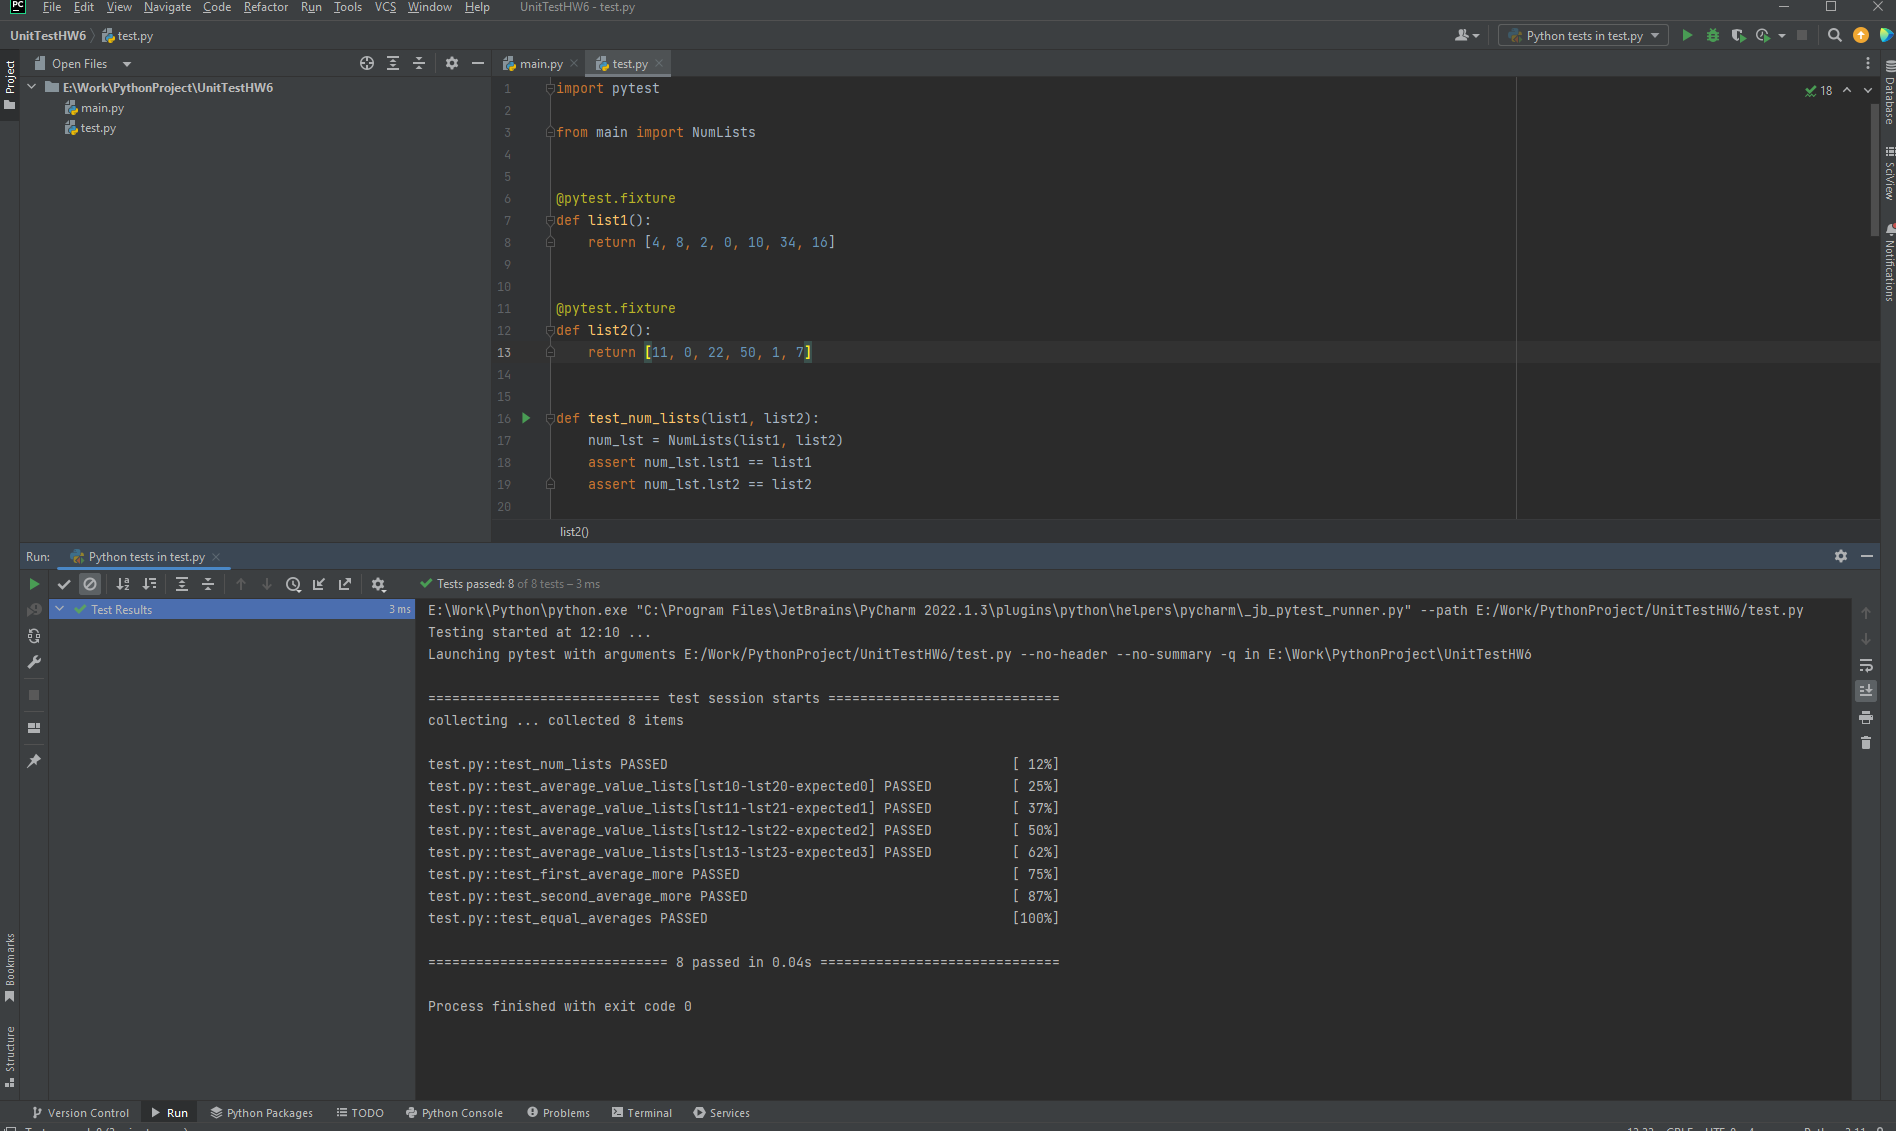 PC File Edit View Navigate Code Refactor Run Tools VCS Window Help UnitTestHW6 - test.py
UnitTestHW6 test.py
Python tests in test.py
Project
Open Files
E:\Work\PythonProject\UnitTestHW6
main.py
test.py
main.py test.py
18
1 import pytest
2
3 from main import NumLists
4
5
6 @pytest.fixture
7 def list1():
8 return [4, 8, 2, 0, 10, 34, 16]
9
10
11 @pytest.fixture
12 def list2():
13 return [11, 0, 22, 50, 1, 7]
14
15
16 def test_num_lists(list1, list2):
17 num_lst = NumLists(list1, list2)
18 assert num_lst.lst1 == list1
19 assert num_lst.lst2 == list2
20
list2()
Database
SciView
Notifications
Run: Python tests in test.py
Tests passed: 8 of 8 tests – 3 ms
Test Results 3 ms
E:\Work\Python\python.exe "C:\Program Files\JetBrains\PyCharm 2022.1.3\plugins\python\helpers\pycharm\_jb_pytest_runner.py" --path E:/Work/PythonProject/UnitTestHW6/test.py
Testing started at 12:10 ...
Launching pytest with arguments E:/Work/PythonProject/UnitTestHW6/test.py --no-header --no-summary -q in E:\Work\PythonProject\UnitTestHW6
============================= test session starts =============================
collecting ... collected 8 items
test.py::test_num_lists PASSED [ 12%]
test.py::test_average_value_lists[lst10-lst20-expected0] PASSED [ 25%]
test.py::test_average_value_lists[lst11-lst21-expected1] PASSED [ 37%]
test.py::test_average_value_lists[lst12-lst22-expected2] PASSED [ 50%]
test.py::test_average_value_lists[lst13-lst23-expected3] PASSED [ 62%]
test.py::test_first_average_more PASSED [ 75%]
test.py::test_second_average_more PASSED [ 87%]
test.py::test_equal_averages PASSED [100%]
============================== 8 passed in 0.04s ==============================
Process finished with exit code 0
Bookmarks
Structure
Version Control Run Python Packages TODO Python Console Problems Terminal Services